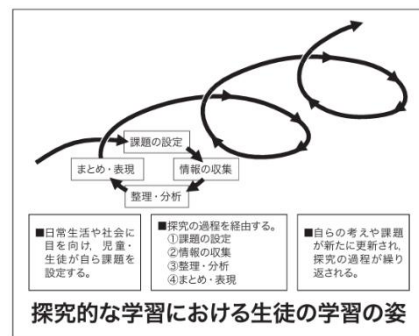 課題の設定
まとめ・表現
情報の収集
整理・分析
■日常生活や社会に
目を向け、児童・
生徒が自ら課題を
設定する。
■探究の過程を経由する。
①課題の設定
②情報の収集
③整理・分析
④まとめ・表現
■自らの考えや課題
が新たに更新され、
探究の過程が繰り
返される。
探究的な学習における生徒の学習の姿